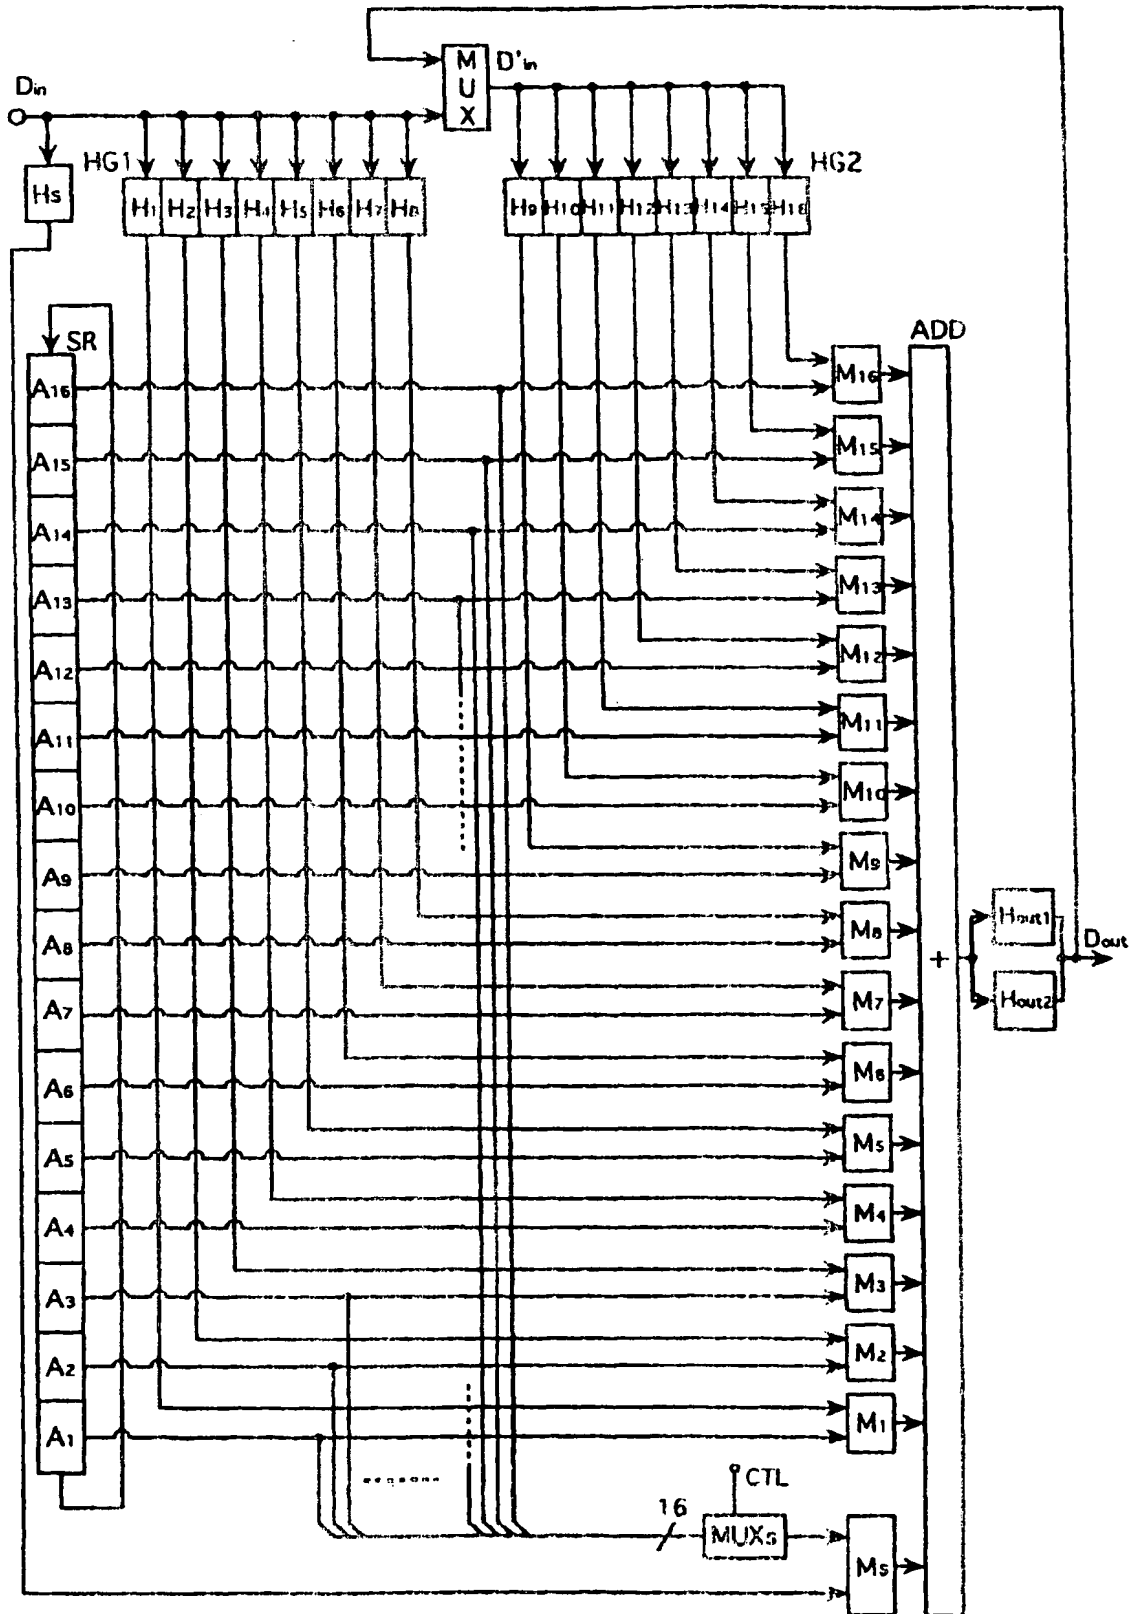 MUX
D'in
Din
HG1
HG2
Hs
H1 H2 H3 H4 H5 H6 H7 H8
H9 H10 H11 H12 H13 H14 H15 H16
SR
ADD
A16
M16
A15
M15
A14
M14
A13
M13
A12
M12
A11
M11
A10
M10
A9
M9
A8
M8
Hout1
Dout
+
A7
M7
Hout2
A6
M6
A5
M5
A4
M4
A3
M3
A2
M2
A1
M1
CTL
16
MUXs
Ms